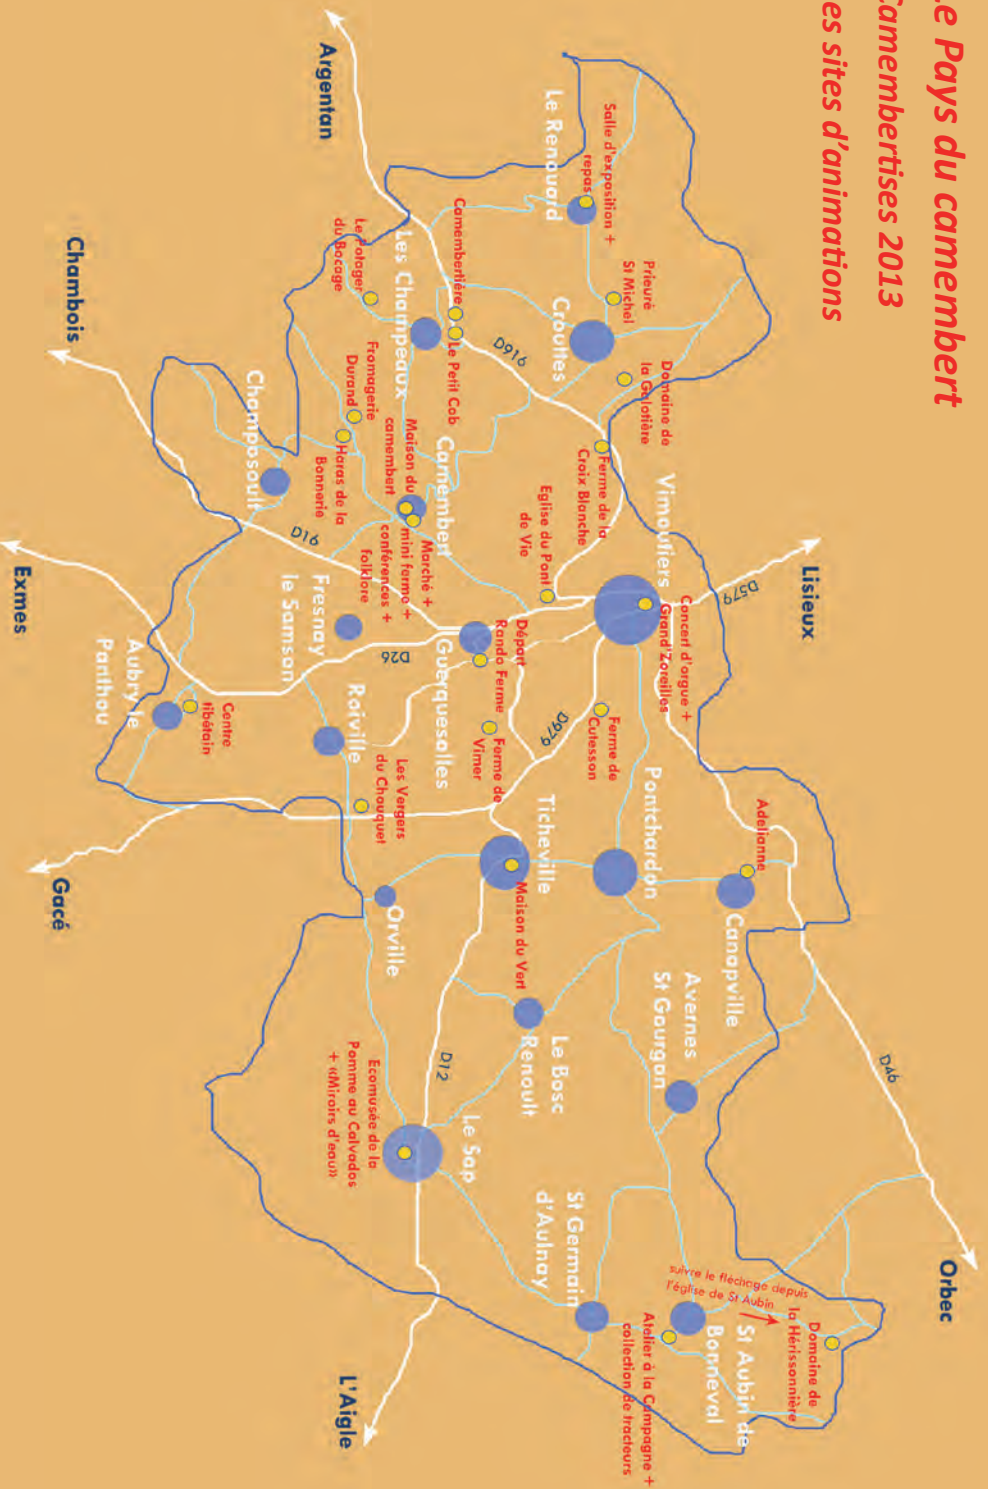 Le Pays du camembert
Camembertises 2013
es sites d'animations
Lisieux
Orbec
D579
D46
Adelianne
Canapville
Domaine de
la Hérissonnière
suivre le fléchage depuis
l'église de St Aubin
St Aubin de
Bonneval
Avernes
St Gourgon
Atelier à la Campagne +
collection de tracteurs
Concert d'orgue +
Grand'Zoreilles
Vimoutiers
Pontchardon
Domaine de
la Galotière
Prieuré
St Michel
Salle d'exposition +
repas
Le Renouard
Crouttes
Ferme de la
Croix Blanche
Eglise du Pont
de Vie
Ferme de
Cutesson
D979
D916
Départ
Rando Ferme
Ferme de
Vimer
Ticheville
Maison du Vert
Le Bosc
Renoult
St Germain
d'Aulnay
Camembertière
Le Petit Cob
Les Champeaux
Camembert
Guerquesalles
D12
Le Sap
Le Potager
du Bocage
Fromagerie
Durand
Maison du
camembert
Marché +
mini ferme +
conférences +
folklore
Haras de la
Bonnerie
D26
Les Vergers
du Chouquet
Orville
Ecomusée de la
Pomme au Calvados
+ «Miroirs d'eau»
Roiville
Fresnay
le Samson
D16
Champosoult
Centre
tibétain
Aubry le
Panthou
Argentan
Chambois
Exmes
Gacé
L'Aigle